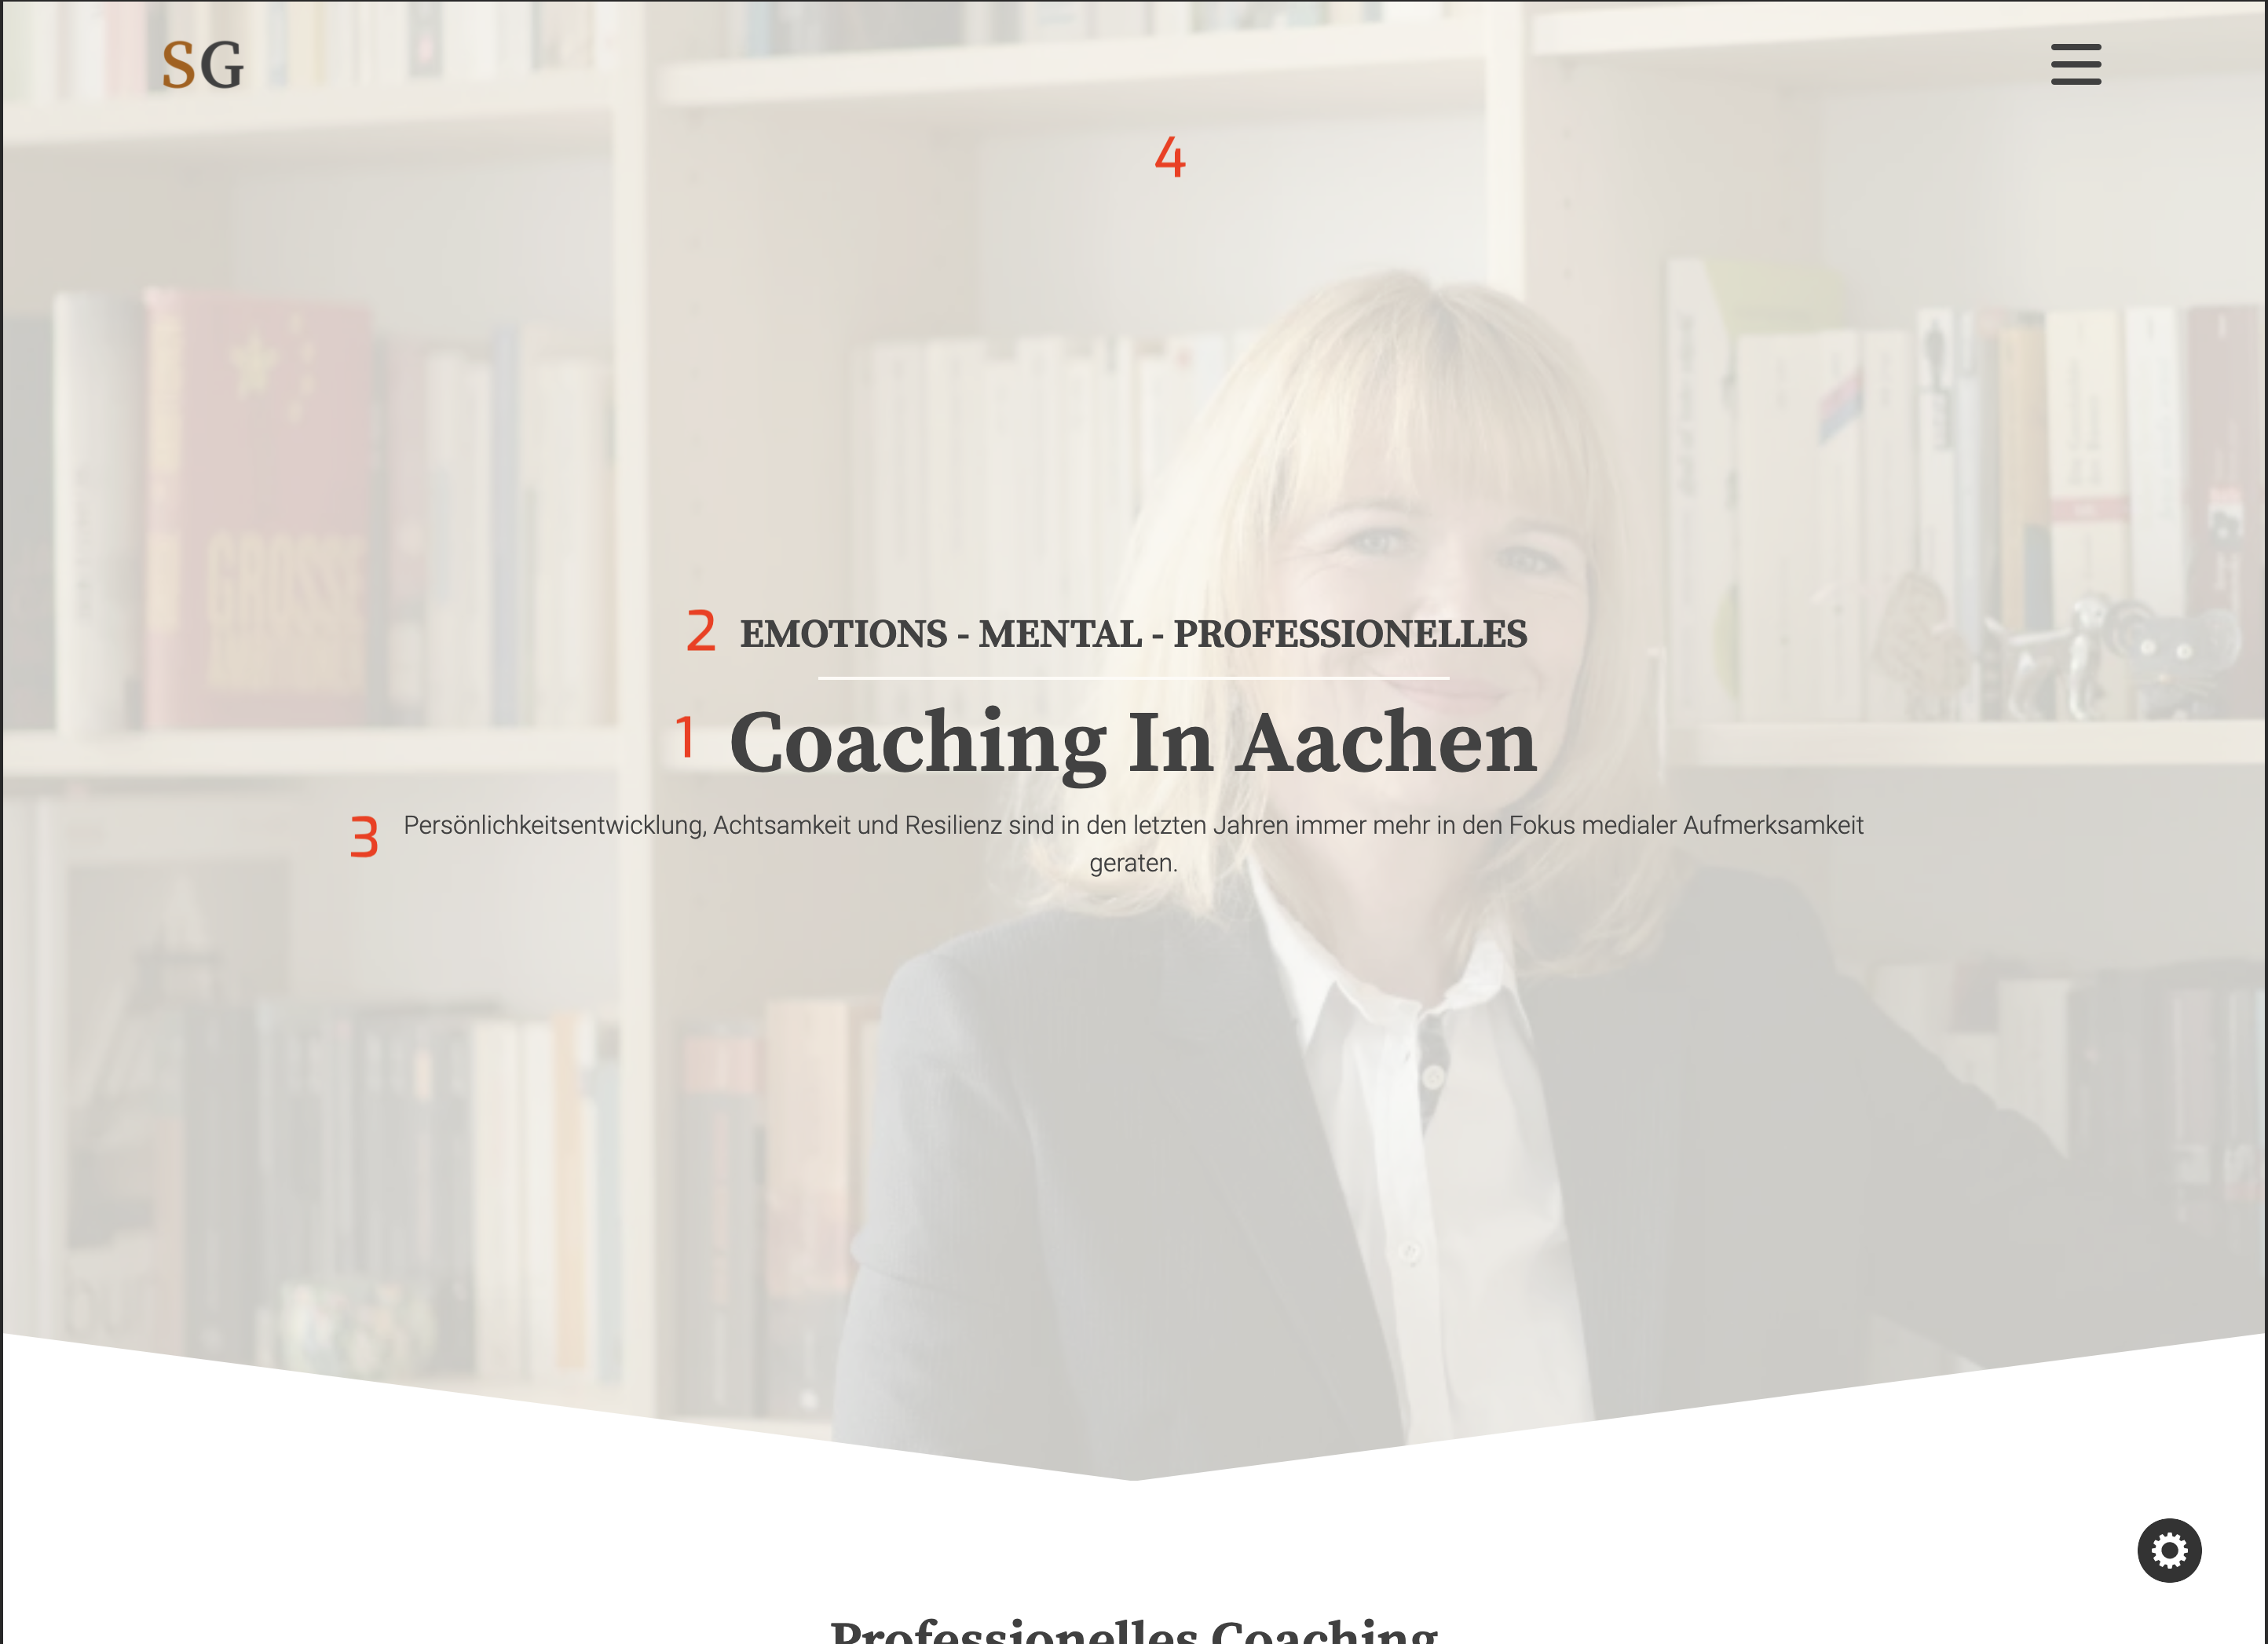 SG
4
2 EMOTIONS - MENTAL - PROFESSIONELLES
1 Coaching In Aachen
3 Persönlichkeitsentwicklung, Achtsamkeit und Resilienz sind in den letzten Jahren immer mehr in den Fokus medialer Aufmerksamkeit
geraten.
GROSSE
Professionelles Coaching